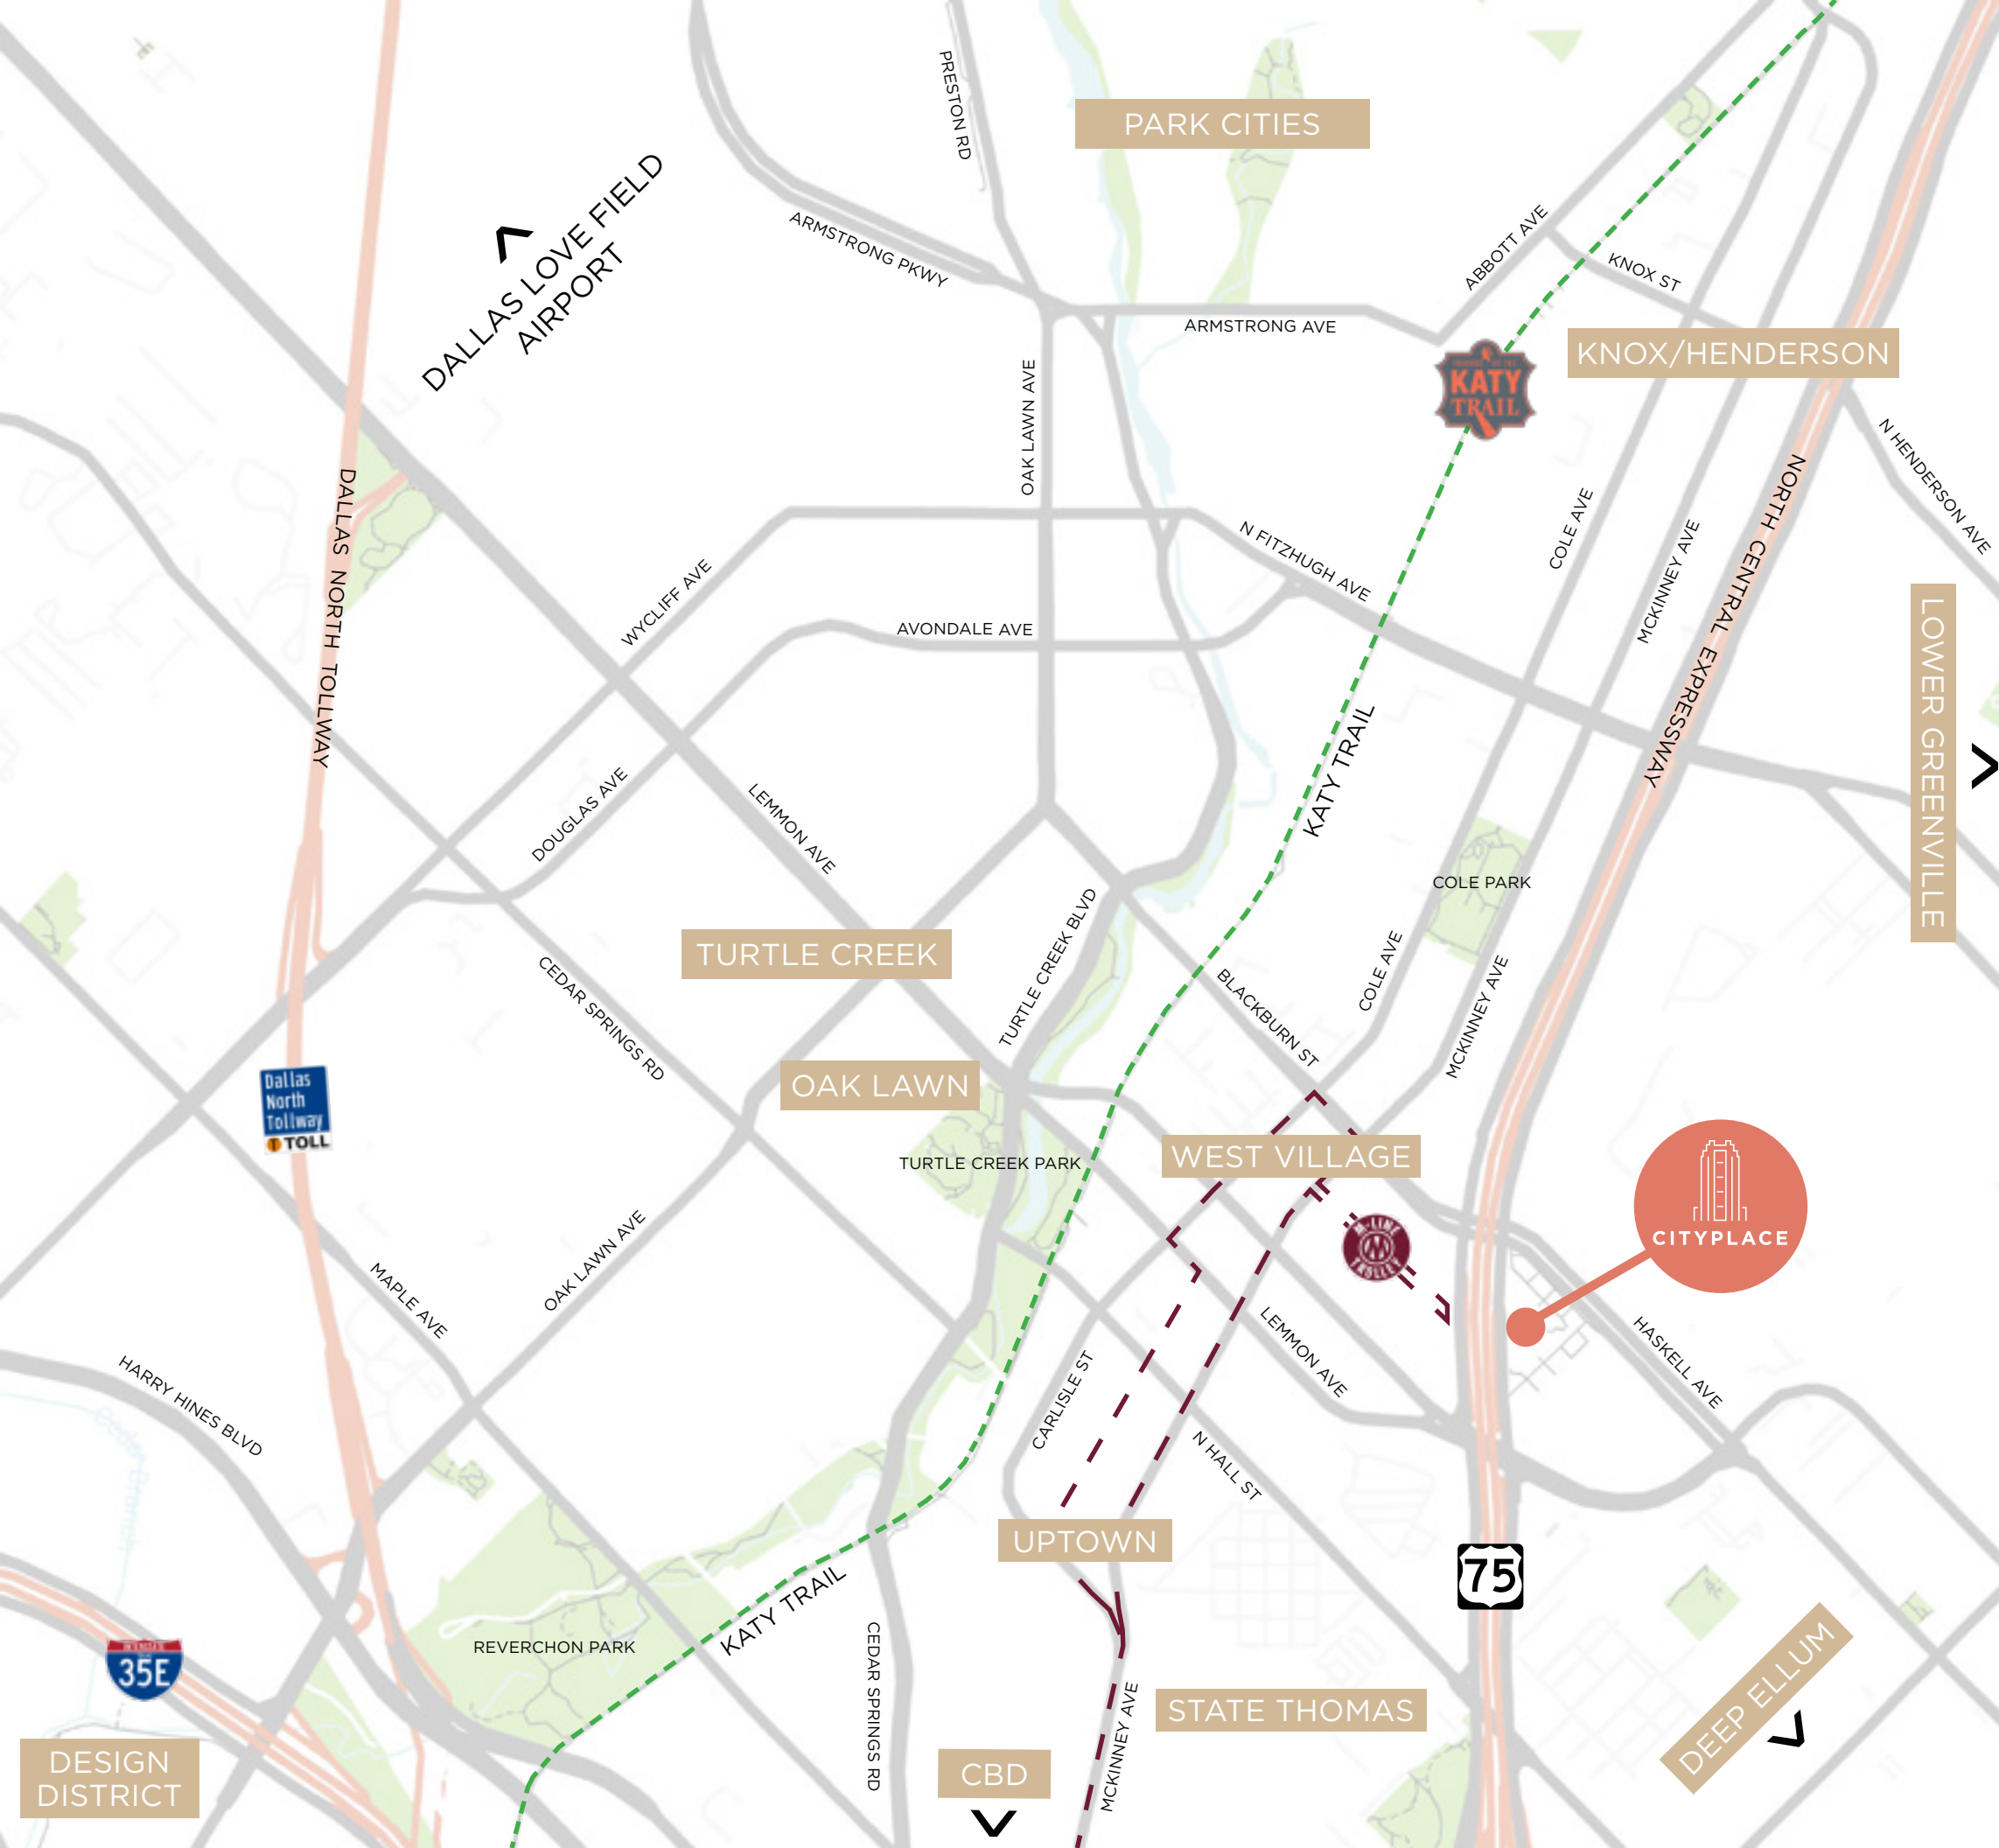 PRESTON RD
PARK CITIES
DALLAS LOVE FIELD
AIRPORT
ARMSTRONG PKWY
ABBOTT AVE
KNOX ST
ARMSTRONG AVE
KNOX/HENDERSON
KATY
TRAIL
OAK LAWN AVE
N HENDERSON AVE
DALLAS NORTH TOLLWAY
NORTH CENTRAL EXPRESSWAY
COLE AVE
MCKINNEY AVE
N FITZHUGH AVE
WYCLIFF AVE
AVONDALE AVE
LOWER GREENVILLE
KATY TRAIL
DOUGLAS AVE
LEMMON AVE
COLE PARK
TURTLE CREEK
TURTLE CREEK BLVD
CEDAR SPRINGS RD
BLACKBURN ST
COLE AVE
MCKINNEY AVE
OAK LAWN
Dallas
North
Tollway
TOLL
TURTLE CREEK PARK
WEST VILLAGE
CITYPLACE
M-LINE
TROLLEY
MAPLE AVE
OAK LAWN AVE
HARRY HINES BLVD
CARLISLE ST
LEMMON AVE
HASKELL AVE
N HALL ST
Cedar Branch
UPTOWN
75
KATY TRAIL
REVERCHON PARK
INTERSTATE
35E
CEDAR SPRINGS RD
MCKINNEY AVE
STATE THOMAS
DEEP ELLUM
DESIGN
DISTRICT
CBD